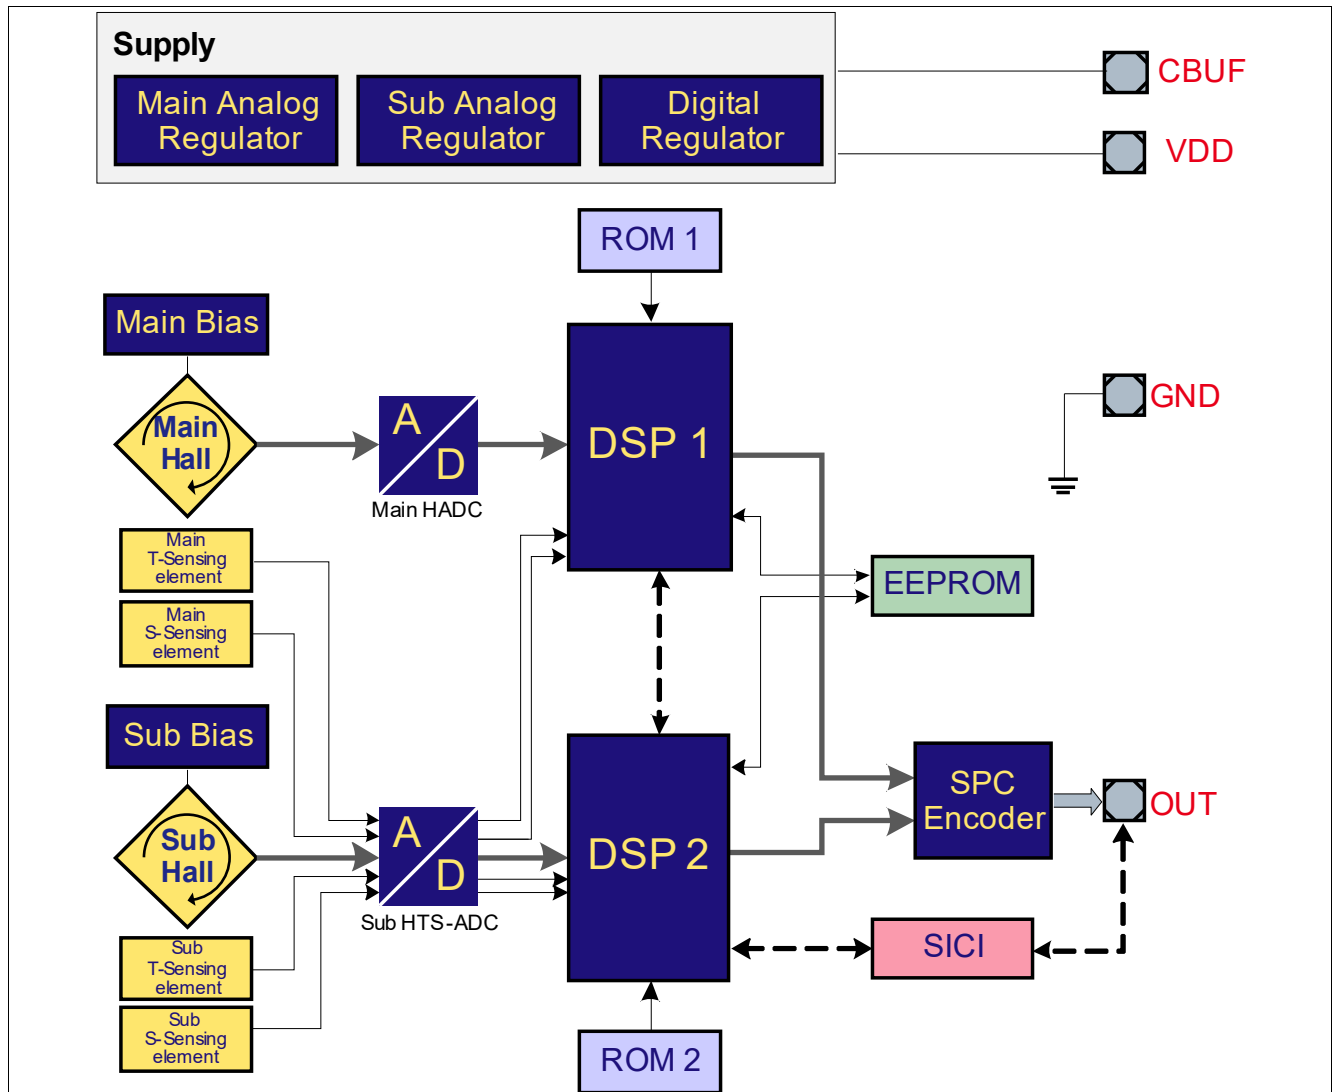 Supply
Main Analog
Regulator
Sub Analog
Regulator
Digital
Regulator
CBUF
VDD
ROM 1
Main Bias
Main
Hall
A
D
Main HADC
DSP 1
GND
Main
T-Sensing
element
Main
S-Sensing
element
EEPROM
Sub Bias
Sub
Hall
A
D
Sub HTS-ADC
DSP 2
SPC
Encoder
OUT
Sub
T-Sensing
element
Sub
S-Sensing
element
SICI
ROM 2